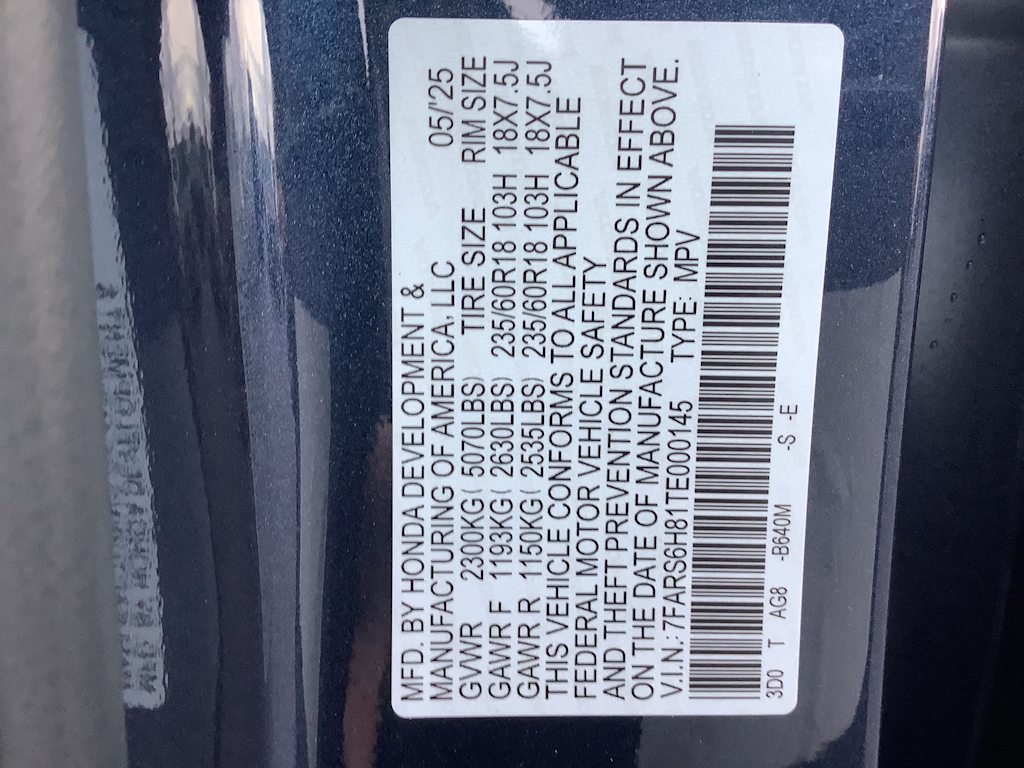 MFD. BY HONDA DEVELOPMENT & 05/'25
MANUFACTURING OF AMERICA, LLC
GVWR 2300KG( 5070LBS) TIRE SIZE RIM SIZE
GAWR F 1193KG( 2630LBS) 235/60R18 103H 18X7.5J
GAWR R 1150KG( 2535LBS) 235/60R18 103H 18X7.5J
THIS VEHICLE CONFORMS TO ALL APPLICABLE
FEDERAL MOTOR VEHICLE SAFETY
AND THEFT PREVENTION STANDARDS IN EFFECT
ON THE DATE OF MANUFACTURE SHOWN ABOVE.
V.I.N.: 7FARS6H81TE000145 TYPE: MPV
3D0 T AG8 -B640M -S -E